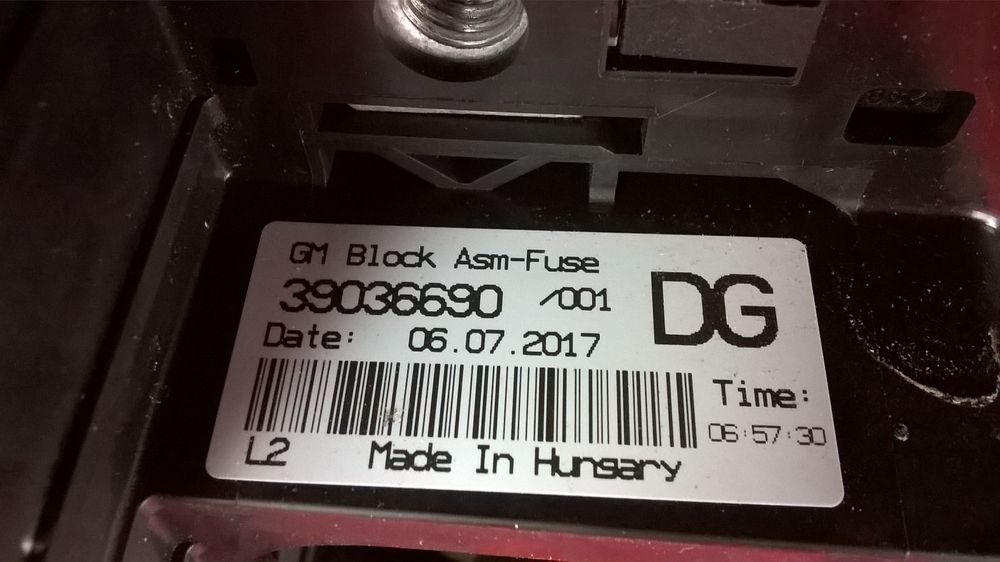 GM Block Asm-Fuse
39036690 /001
DG
Date: 06.07.2017
Time:
06:57:30
L2 Made In Hungary